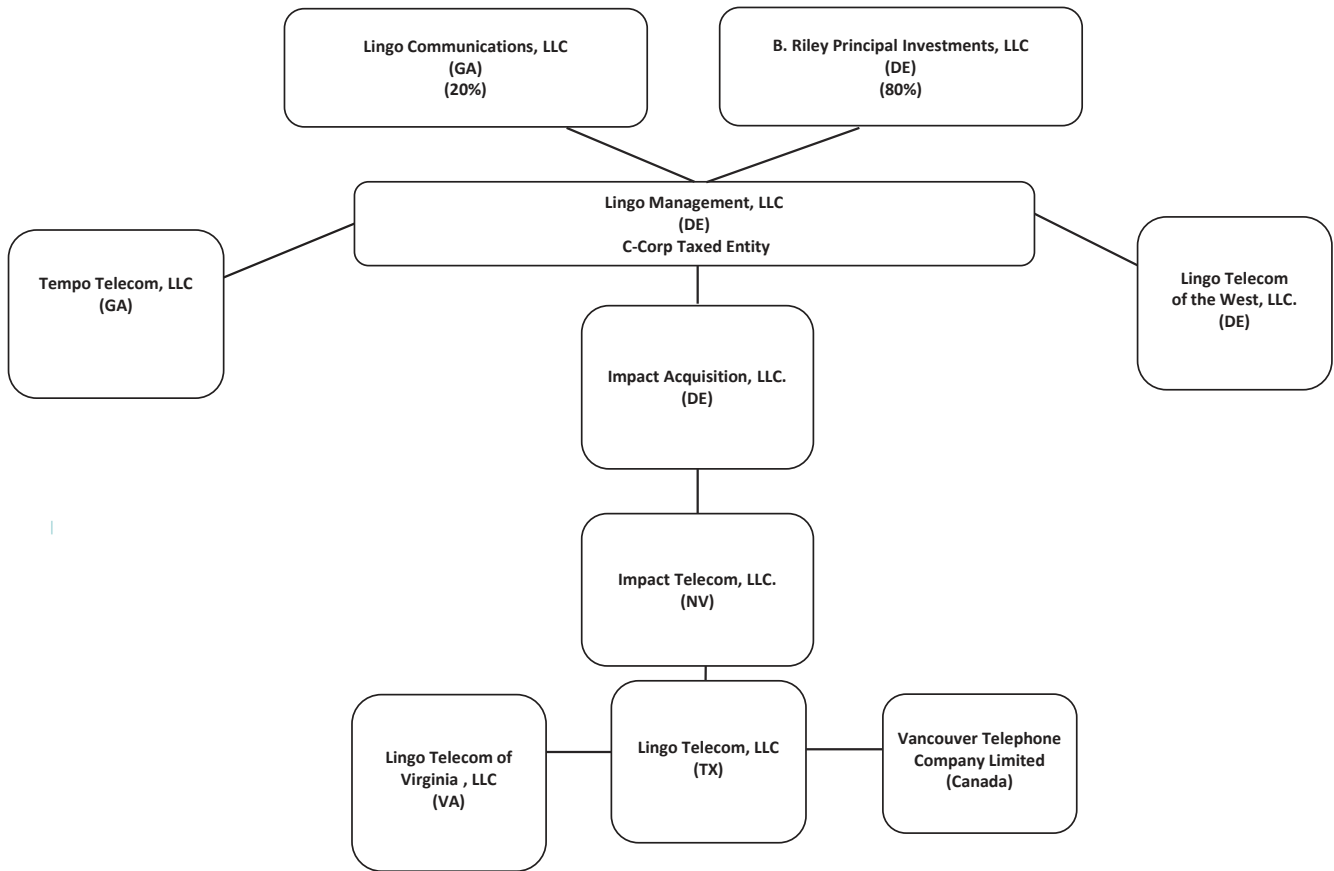 Lingo Communications, LLC
(GA)
(20%)
B. Riley Principal Investments, LLC
(DE)
(80%)
Lingo Management, LLC
(DE)
C-Corp Taxed Entity
Tempo Telecom, LLC
(GA)
Lingo Telecom
of the West, LLC.
(DE)
Impact Acquisition, LLC.
(DE)
Impact Telecom, LLC.
(NV)
Lingo Telecom of
Virginia , LLC
(VA)
Lingo Telecom, LLC
(TX)
Vancouver Telephone
Company Limited
(Canada)